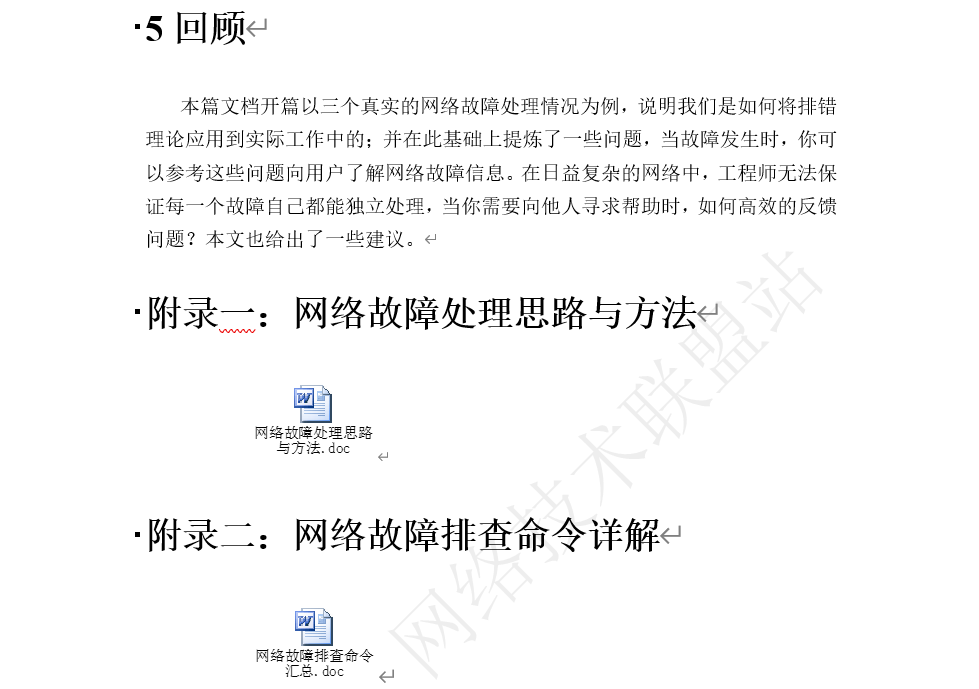 5 回顾
本篇文档开篇以三个真实的网络故障处理情况为例，说明我们是如何将排错
理论应用到实际工作中的；并在此基础上提炼了一些问题，当故障发生时，你可
以参考这些问题向用户了解网络故障信息。在日益复杂的网络中，工程师无法保
证每一个故障自己都能独立处理，当你需要向他人寻求帮助时，如何高效的反馈
问题？本文也给出了一些建议。
附录一：网络故障处理思路与方法
网络故障处理思路
与方法.doc
附录二：网络故障排查命令详解
网络故障排查命令
汇总.doc
网络技术联盟站